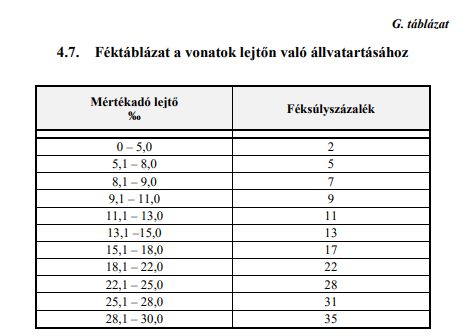 G. táblázat
4.7. Féktáblázat a vonatok lejtőn való állvatartásához
Mértékadó lejtő
‰
Féksúlyszázalék
0 – 5,0 2
5,1 – 8,0 5
8,1 – 9,0 7
9,1 – 11,0 9
11,1 – 13,0 11
13,1 –15,0 13
15,1 – 18,0 17
18,1 – 22,0 22
22,1 – 25,0 28
25,1 – 28,0 31
28,1 – 30,0 35